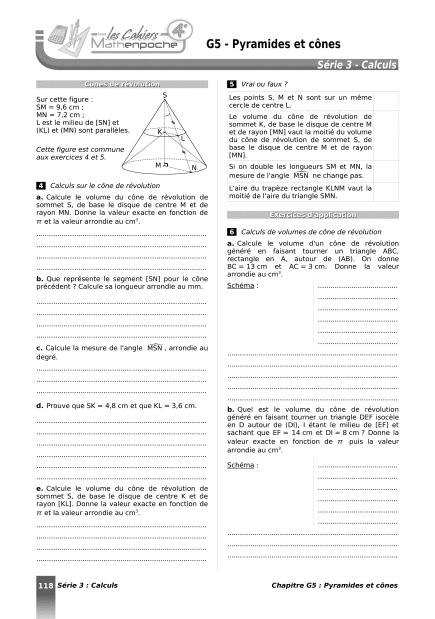 les Cahiers
Mathenpoche
4e
G5 - Pyramides et cônes
Série 3 - Calculs
Cônes de révolution
Sur cette figure :
SM = 9,6 cm ;
MN = 7,2 cm ;
L est le milieu de [SN] et
(KL) et (MN) sont parallèles.
Cette figure est commune
aux exercices 4 et 5.
S
K
L
M
N
4 Calculs sur le cône de révolution
a. Calcule le volume du cône de révolution de
sommet S, de base le disque de centre M et de
rayon MN. Donne la valeur exacte en fonction de
π et la valeur arrondie au cm³.
b. Que représente le segment [SN] pour le cône
précédent ? Calcule sa longueur arrondie au mm.
c. Calcule la mesure de l'angle MSN , arrondie au
degré.
d. Prouve que SK = 4,8 cm et que KL = 3,6 cm.
e. Calcule le volume du cône de révolution de
sommet S, de base le disque de centre K et de
rayon [KL]. Donne la valeur exacte en fonction de
π et la valeur arrondie au cm³.
5 Vrai ou faux ?
Les points S, M et N sont sur un même
cercle de centre L.
Le volume du cône de révolution de
sommet K, de base le disque de centre M
et de rayon [MN] vaut la moitié du volume
du cône de révolution de sommet S, de
base le disque de centre M et de rayon
[MN].
Si on double les longueurs SM et MN, la
mesure de l'angle MSN ne change pas.
L'aire du trapèze rectangle KLNM vaut la
moitié de l'aire du triangle SMN.
Exercices d'application
6 Calculs de volumes de cône de révolution
a. Calcule le volume d'un cône de révolution
généré en faisant tourner un triangle ABC,
rectangle en A, autour de (AB). On donne
BC = 13 cm et AC = 3 cm. Donne la valeur
arrondie au cm³.
Schéma :
b. Quel est le volume du cône de révolution
généré en faisant tourner un triangle DEF isocèle
en D autour de (DI), I étant le milieu de [EF] et
sachant que EF = 14 cm et DI = 8 cm ? Donne la
valeur exacte en fonction de π puis la valeur
arrondie au cm³.
Schéma :
118 Série 3 : Calculs
Chapitre G5 : Pyramides et cônes